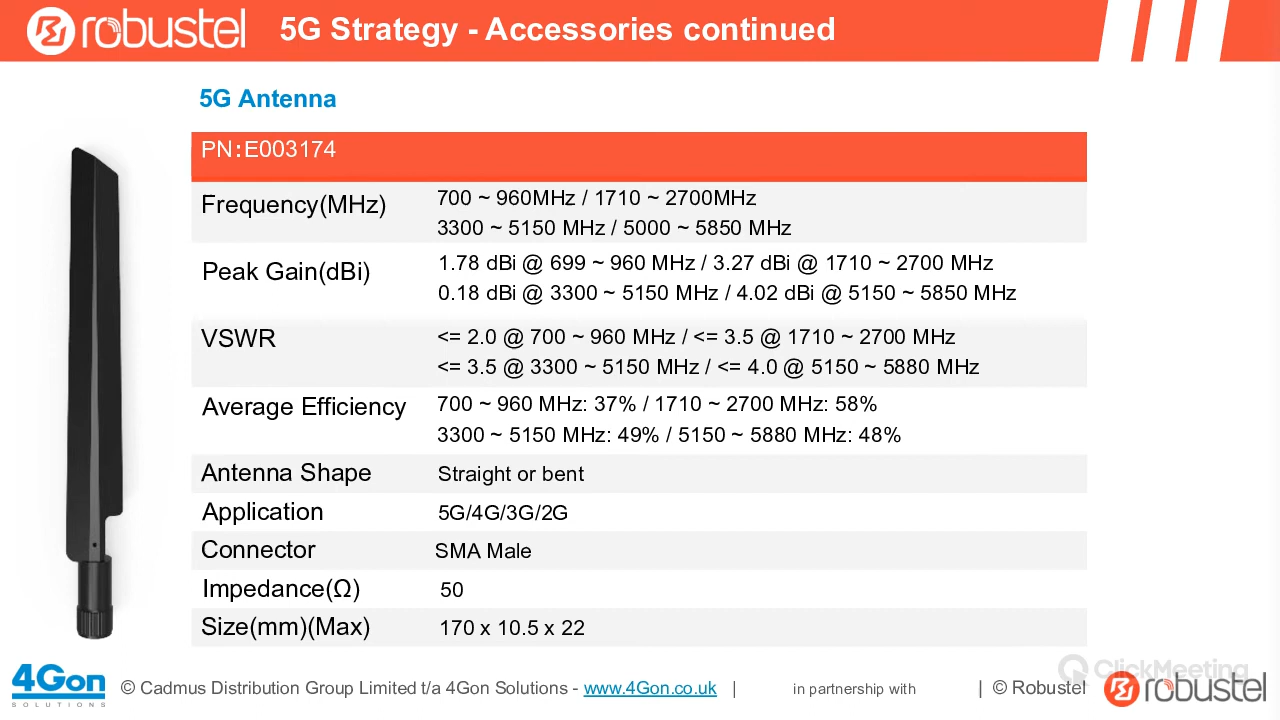 robustel 5G Strategy - Accessories continued
5G Antenna
PN:E003174
Frequency(MHz)
700 ~ 960MHz / 1710 ~ 2700MHz
3300 ~ 5150 MHz / 5000 ~ 5850 MHz
Peak Gain(dBi)
1.78 dBi @ 699 ~ 960 MHz / 3.27 dBi @ 1710 ~ 2700 MHz
0.18 dBi @ 3300 ~ 5150 MHz / 4.02 dBi @ 5150 ~ 5850 MHz
VSWR
<= 2.0 @ 700 ~ 960 MHz / <= 3.5 @ 1710 ~ 2700 MHz
<= 3.5 @ 3300 ~ 5150 MHz / <= 4.0 @ 5150 ~ 5880 MHz
Average Efficiency
700 ~ 960 MHz: 37% / 1710 ~ 2700 MHz: 58%
3300 ~ 5150 MHz: 49% / 5150 ~ 5880 MHz: 48%
Antenna Shape Straight or bent
Application 5G/4G/3G/2G
Connector SMA Male
Impedance(Ω) 50
Size(mm)(Max) 170 x 10.5 x 22
ClickMeeting
4Gon
SOLUTIONS
© Cadmus Distribution Group Limited t/a 4Gon Solutions - www.4Gon.co.uk | in partnership with | © Robustel robustel